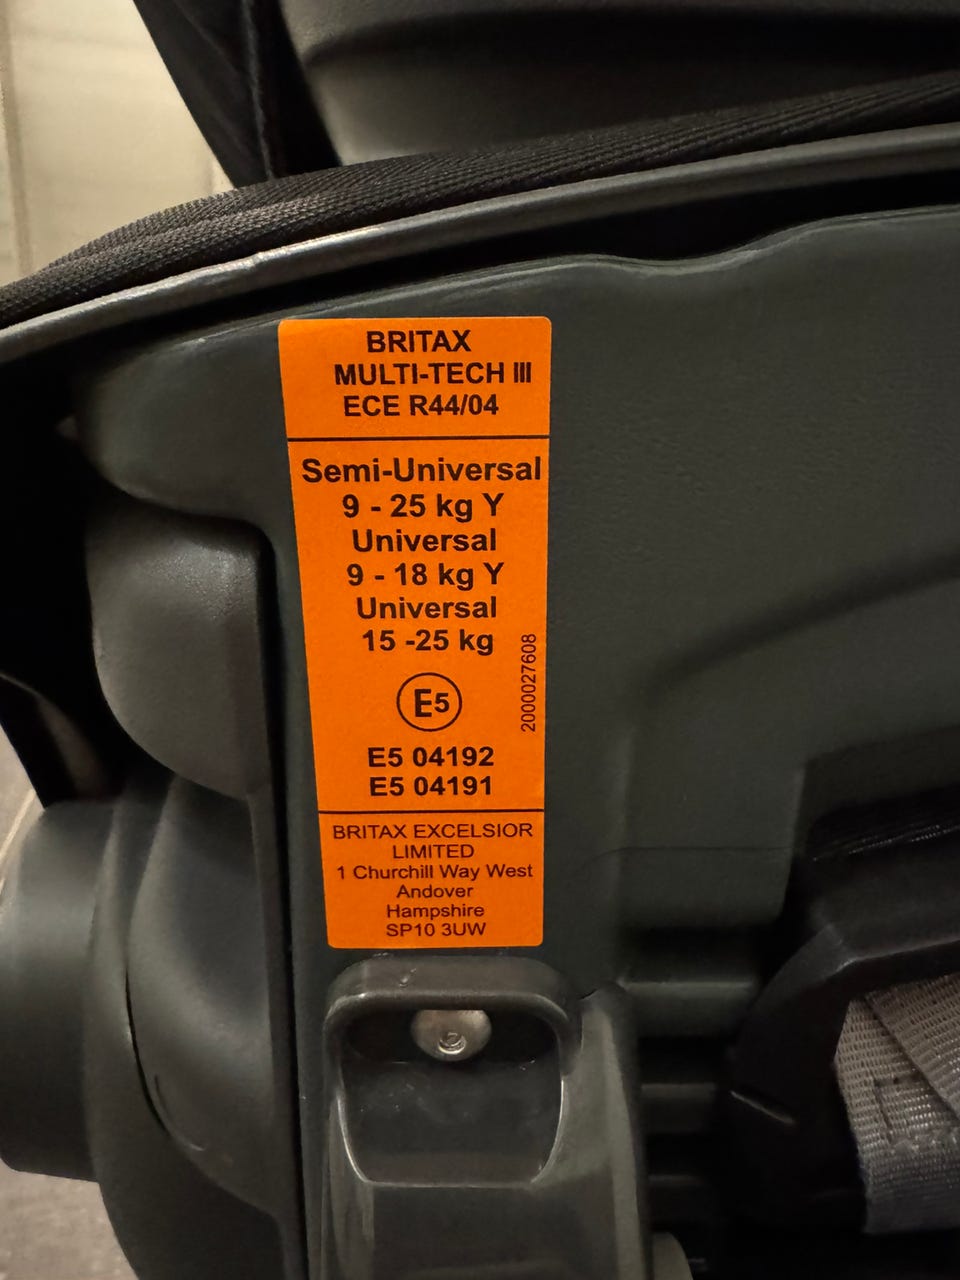 BRITAX
MULTI-TECH III
ECE R44/04
Semi-Universal
9 - 25 kg Y
Universal
9 - 18 kg Y
Universal
15 -25 kg
2000027608
E5
E5 04192
E5 04191
BRITAX EXCELSIOR
LIMITED
1 Churchill Way West
Andover
Hampshire
SP10 3UW